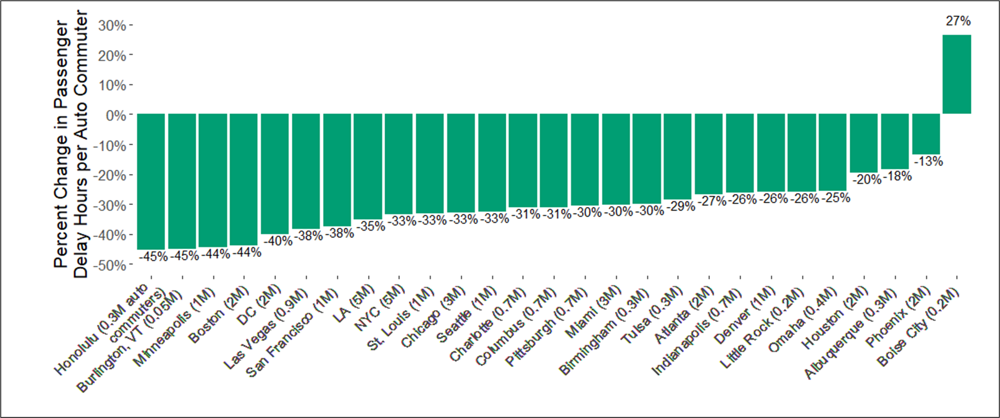 Percent Change in Passenger
Delay Hours per Auto Commuter
30%
20%
10%
0%
-10%
-20%
-30%
-40%
-50%
-45%
-45%
-44%
-44%
-40%
-38%
-38%
-35%
-33%
-33%
-33%
-33%
-31%
-31%
-30%
-30%
-30%
-29%
-27%
-26%
-26%
-26%
-25%
-20%
-18%
-13%
27%
Honolulu (0.3M auto
commuters)
Burlington, VT (0.05M)
Minneapolis (1M)
Boston (2M)
DC (2M)
Las Vegas (0.9M)
San Francisco (1M)
LA (5M)
NYC (5M)
St. Louis (1M)
Chicago (3M)
Seattle (1M)
Charlotte (0.7M)
Columbus (0.7M)
Pittsburgh (0.7M)
Miami (3M)
Birmingham (0.3M)
Tulsa (0.3M)
Atlanta (2M)
Indianapolis (0.7M)
Denver (1M)
Little Rock (0.2M)
Omaha (0.4M)
Houston (2M)
Albuquerque (0.3M)
Phoenix (2M)
Boise City (0.2M)